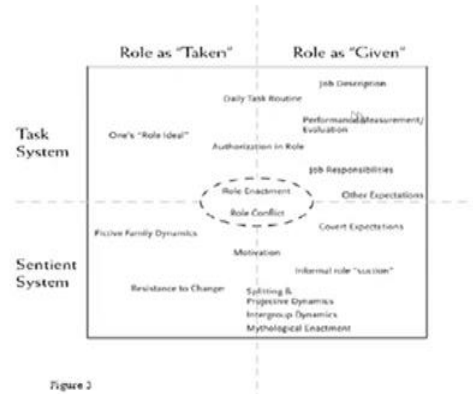 Role as "Taken"
Role as "Given"
Job Description
Daily Task Routine
Performance Measurement/
Evaluation
Task
System
One's "Role Ideal"
Authorization in Role
Job Responsibilities
Role Enactment
Other Expectations
Role Conflict
Covert Expectations
Fictive Family Dynamics
Motivation
Sentient
System
Informal role "suction"
Resistance to Change
Splitting &
Projective Dynamics
Intergroup Dynamics
Mythological Enactment